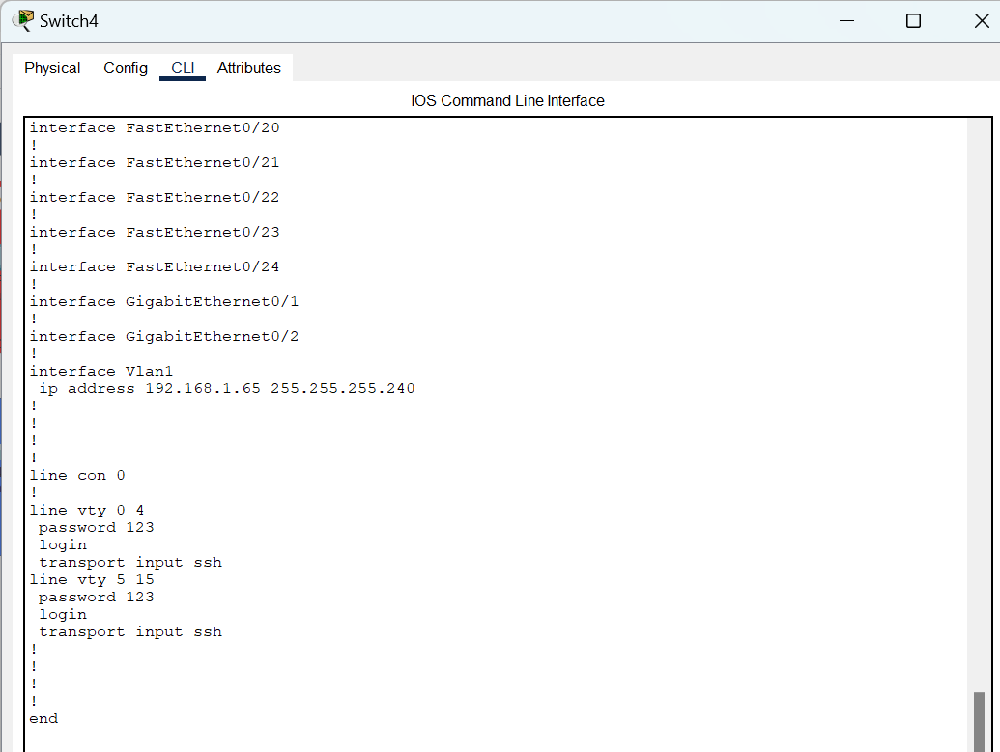 Switch4
Physical Config CLI Attributes
IOS Command Line Interface
interface FastEthernet0/20
!
interface FastEthernet0/21
!
interface FastEthernet0/22
!
interface FastEthernet0/23
!
interface FastEthernet0/24
!
interface GigabitEthernet0/1
!
interface GigabitEthernet0/2
!
interface Vlan1
 ip address 192.168.1.65 255.255.255.240
!
!
!
!
line con 0
!
line vty 0 4
 password 123
 login
 transport input ssh
line vty 5 15
 password 123
 login
 transport input ssh
!
!
!
!
end